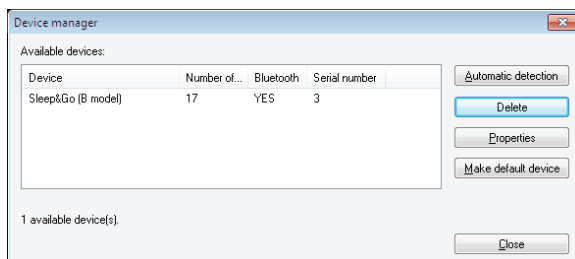 Device manager
Available devices:
Device Number of... Bluetooth Serial number
Sleep&Go (B model) 17 YES 3
Automatic detection
Delete
Properties
Make default device
1 available device(s).
Close